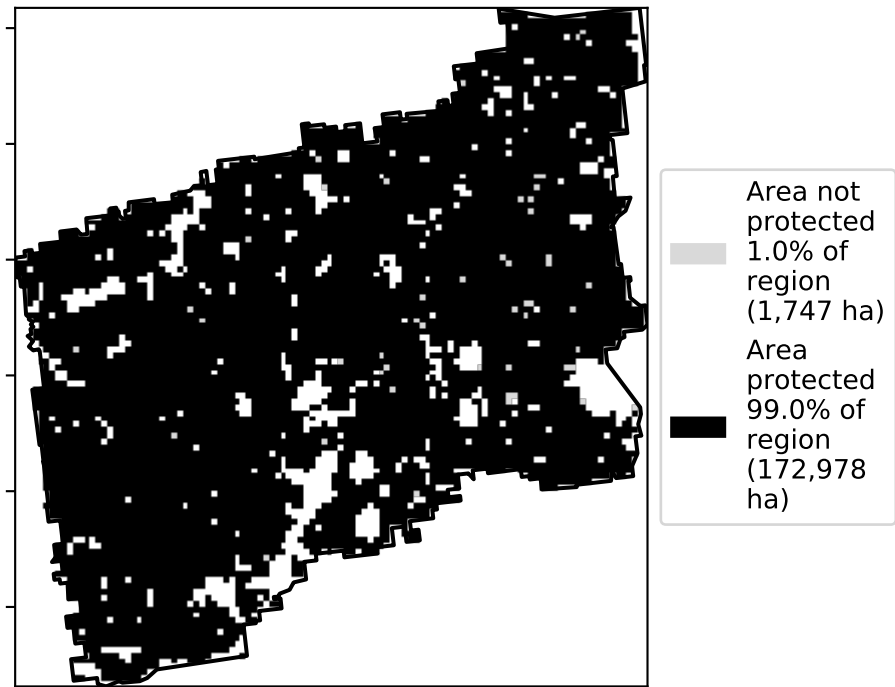 Area not
protected
1.0% of
region
(1,747 ha)
Area
protected
99.0% of
region
(172,978
ha)